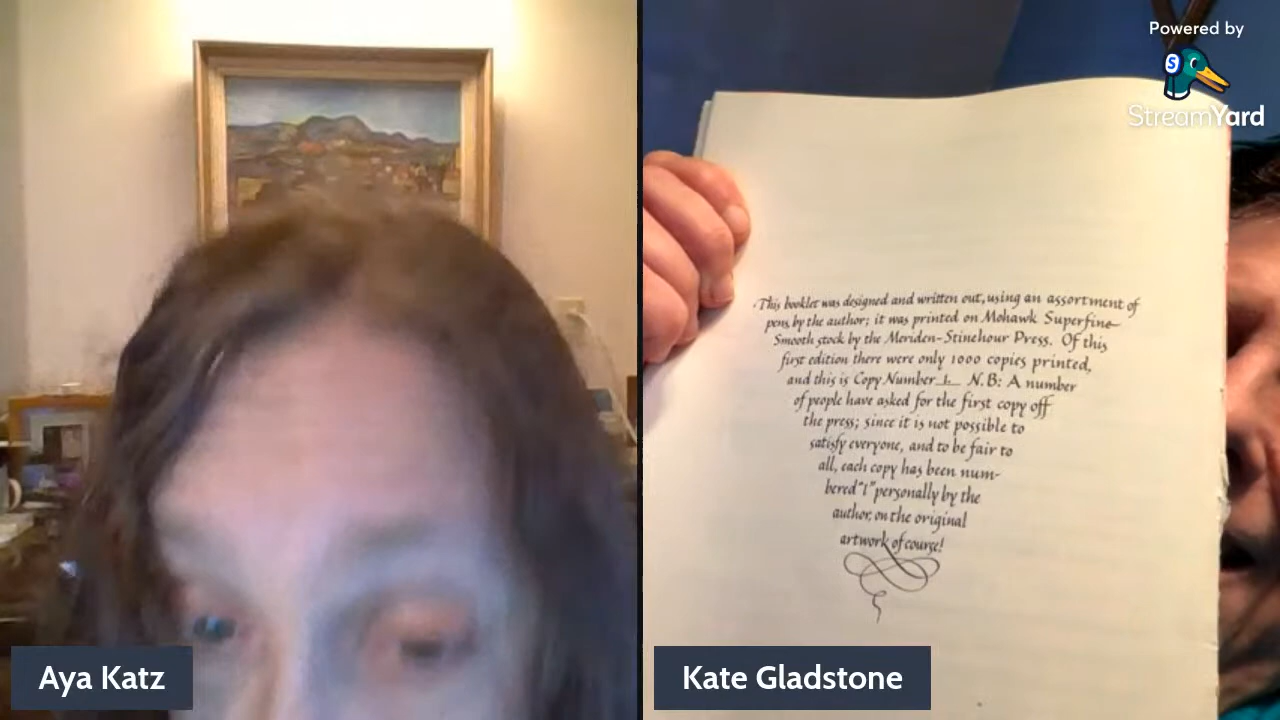 Powered by
S
StreamYard
This booklet was designed and written out, using an assortment of
pens by the author; it was printed on Mohawk Superfine
Smooth stock by the Meriden-Stinehour Press. Of this
first edition there were only 1000 copies printed,
and this is Copy Number 1. N.B: A number
of people have asked for the first copy off
the press; since it is not possible to
satisfy everyone, and to be fair to
all, each copy has been num-
bered "1" personally by the
author, on the original
artwork of course!
Aya Katz
Kate Gladstone